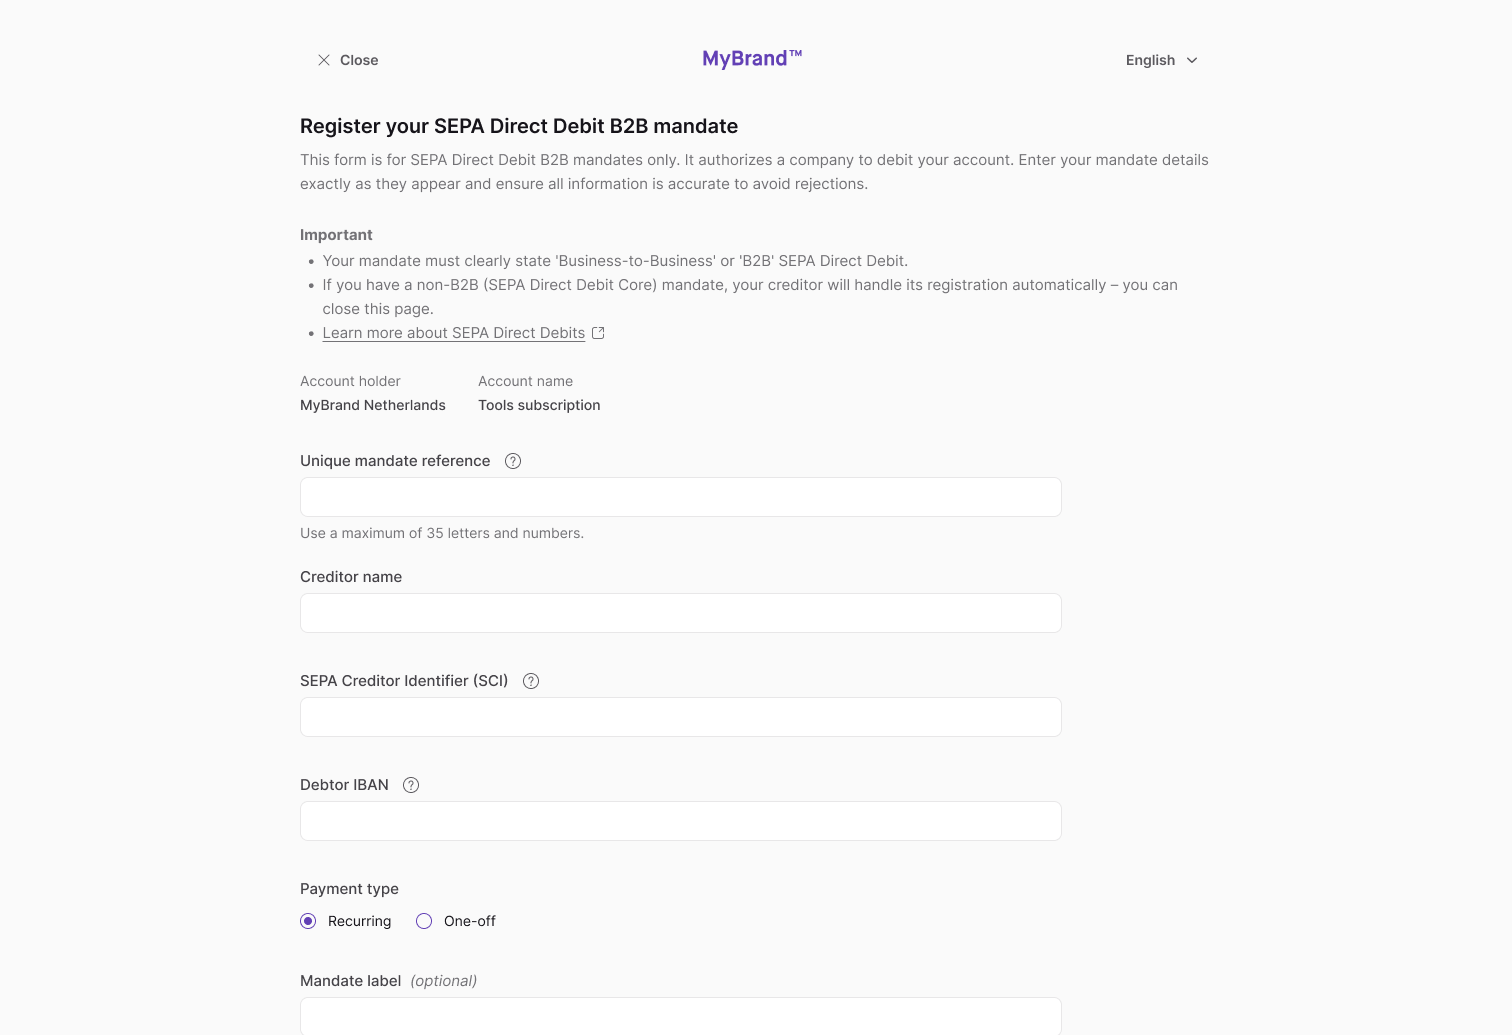 Close
MyBrand™
English
Register your SEPA Direct Debit B2B mandate
This form is for SEPA Direct Debit B2B mandates only. It authorizes a company to debit your account. Enter your mandate details
exactly as they appear and ensure all information is accurate to avoid rejections.
Important
• Your mandate must clearly state 'Business-to-Business' or 'B2B' SEPA Direct Debit.
• If you have a non-B2B (SEPA Direct Debit Core) mandate, your creditor will handle its registration automatically – you can
close this page.
• Learn more about SEPA Direct Debits
Account holder
Account name
MyBrand Netherlands
Tools subscription
Unique mandate reference ?
Use a maximum of 35 letters and numbers.
Creditor name
SEPA Creditor Identifier (SCI) ?
Debtor IBAN ?
Payment type
Recurring
One-off
Mandate label (optional)